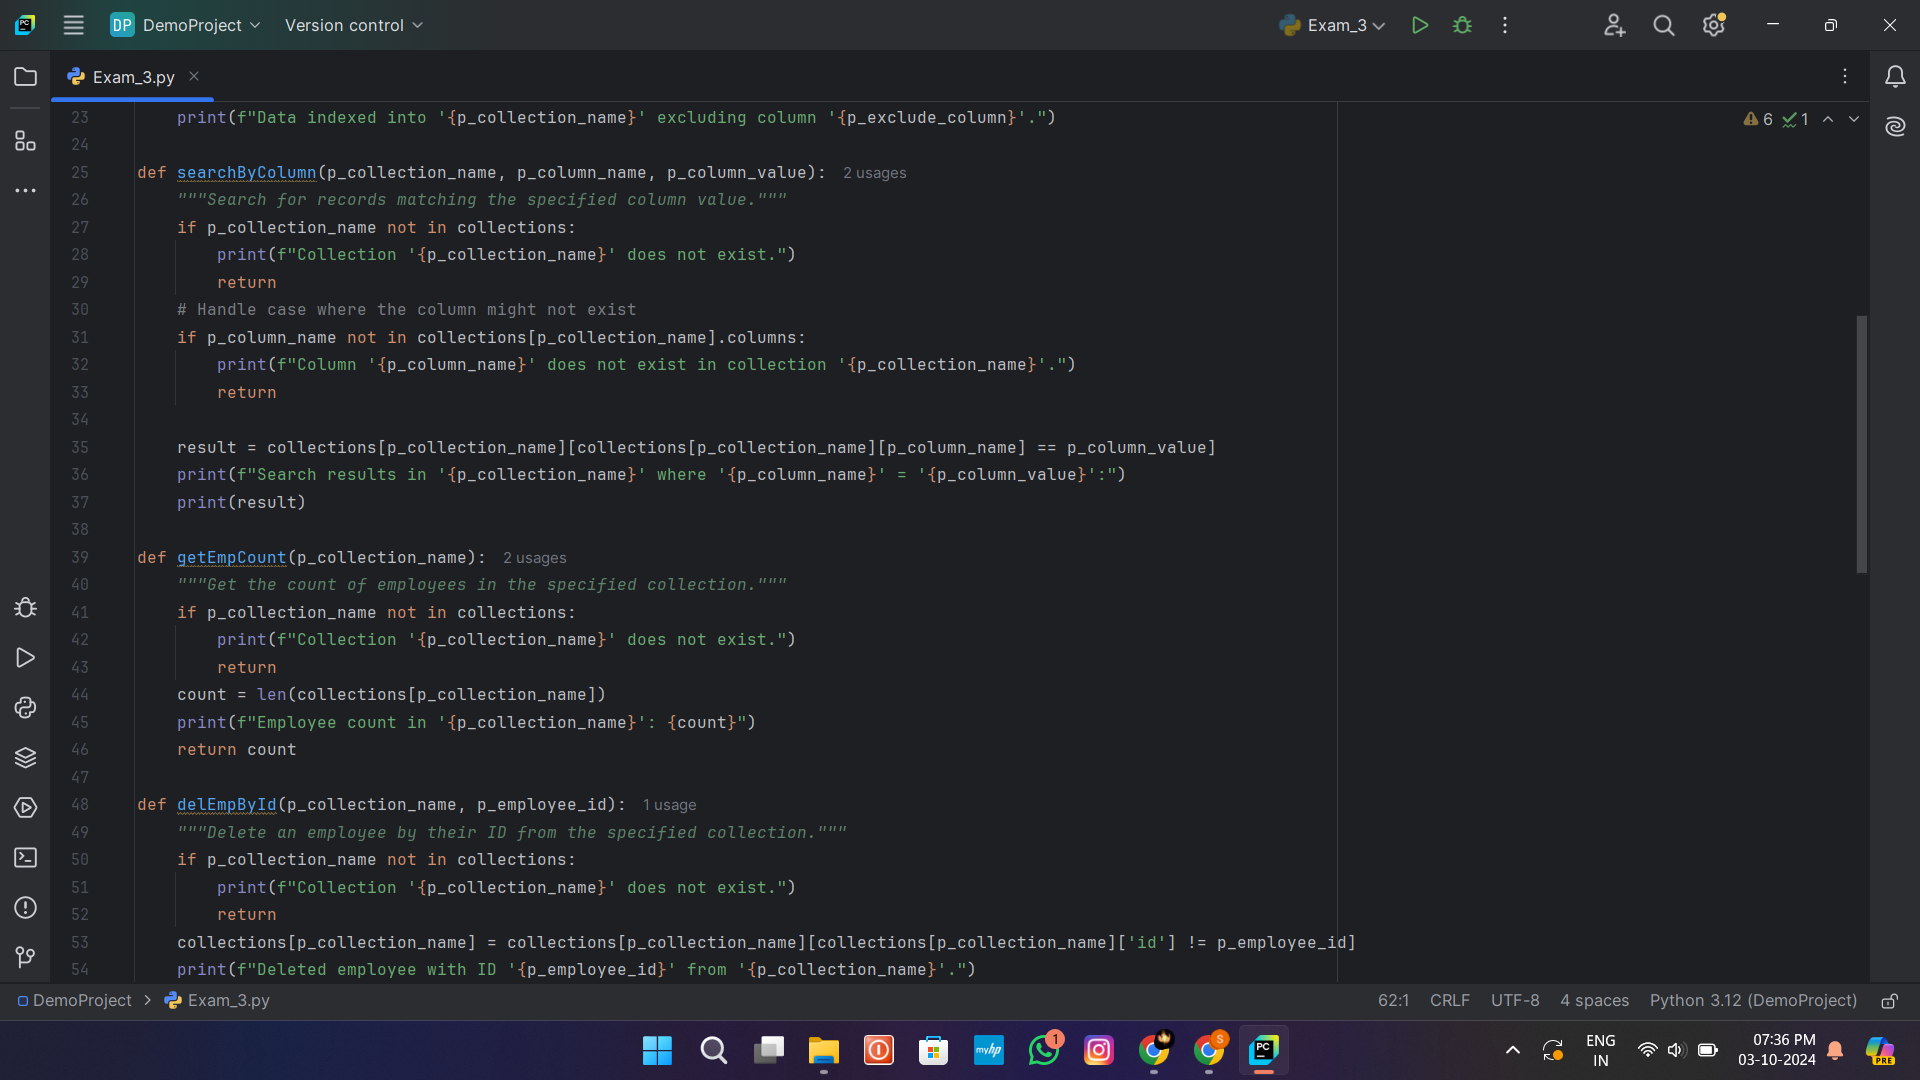 DP DemoProject Version control Exam_3
Exam_3.py
23 print(f"Data indexed into '{p_collection_name}' excluding column '{p_exclude_column}'.") 6 1
24
25 def searchByColumn(p_collection_name, p_column_name, p_column_value): 2 usages
26 """Search for records matching the specified column value."""
27 if p_collection_name not in collections:
28 print(f"Collection '{p_collection_name}' does not exist.")
29 return
30 # Handle case where the column might not exist
31 if p_column_name not in collections[p_collection_name].columns:
32 print(f"Column '{p_column_name}' does not exist in collection '{p_collection_name}'.")
33 return
34
35 result = collections[p_collection_name][collections[p_collection_name][p_column_name] == p_column_value]
36 print(f"Search results in '{p_collection_name}' where '{p_column_name}' = '{p_column_value}':")
37 print(result)
38
39 def getEmpCount(p_collection_name): 2 usages
40 """Get the count of employees in the specified collection."""
41 if p_collection_name not in collections:
42 print(f"Collection '{p_collection_name}' does not exist.")
43 return
44 count = len(collections[p_collection_name])
45 print(f"Employee count in '{p_collection_name}': {count}")
46 return count
47
48 def delEmpById(p_collection_name, p_employee_id): 1 usage
49 """Delete an employee by their ID from the specified collection."""
50 if p_collection_name not in collections:
51 print(f"Collection '{p_collection_name}' does not exist.")
52 return
53 collections[p_collection_name] = collections[p_collection_name][collections[p_collection_name]['id'] != p_employee_id]
54 print(f"Deleted employee with ID '{p_employee_id}' from '{p_collection_name}'.")
DemoProject > Exam_3.py 62:1 CRLF UTF-8 4 spaces Python 3.12 (DemoProject)
myhp 1 S PC ENG 07:36 PM
IN 03-10-2024 PRE